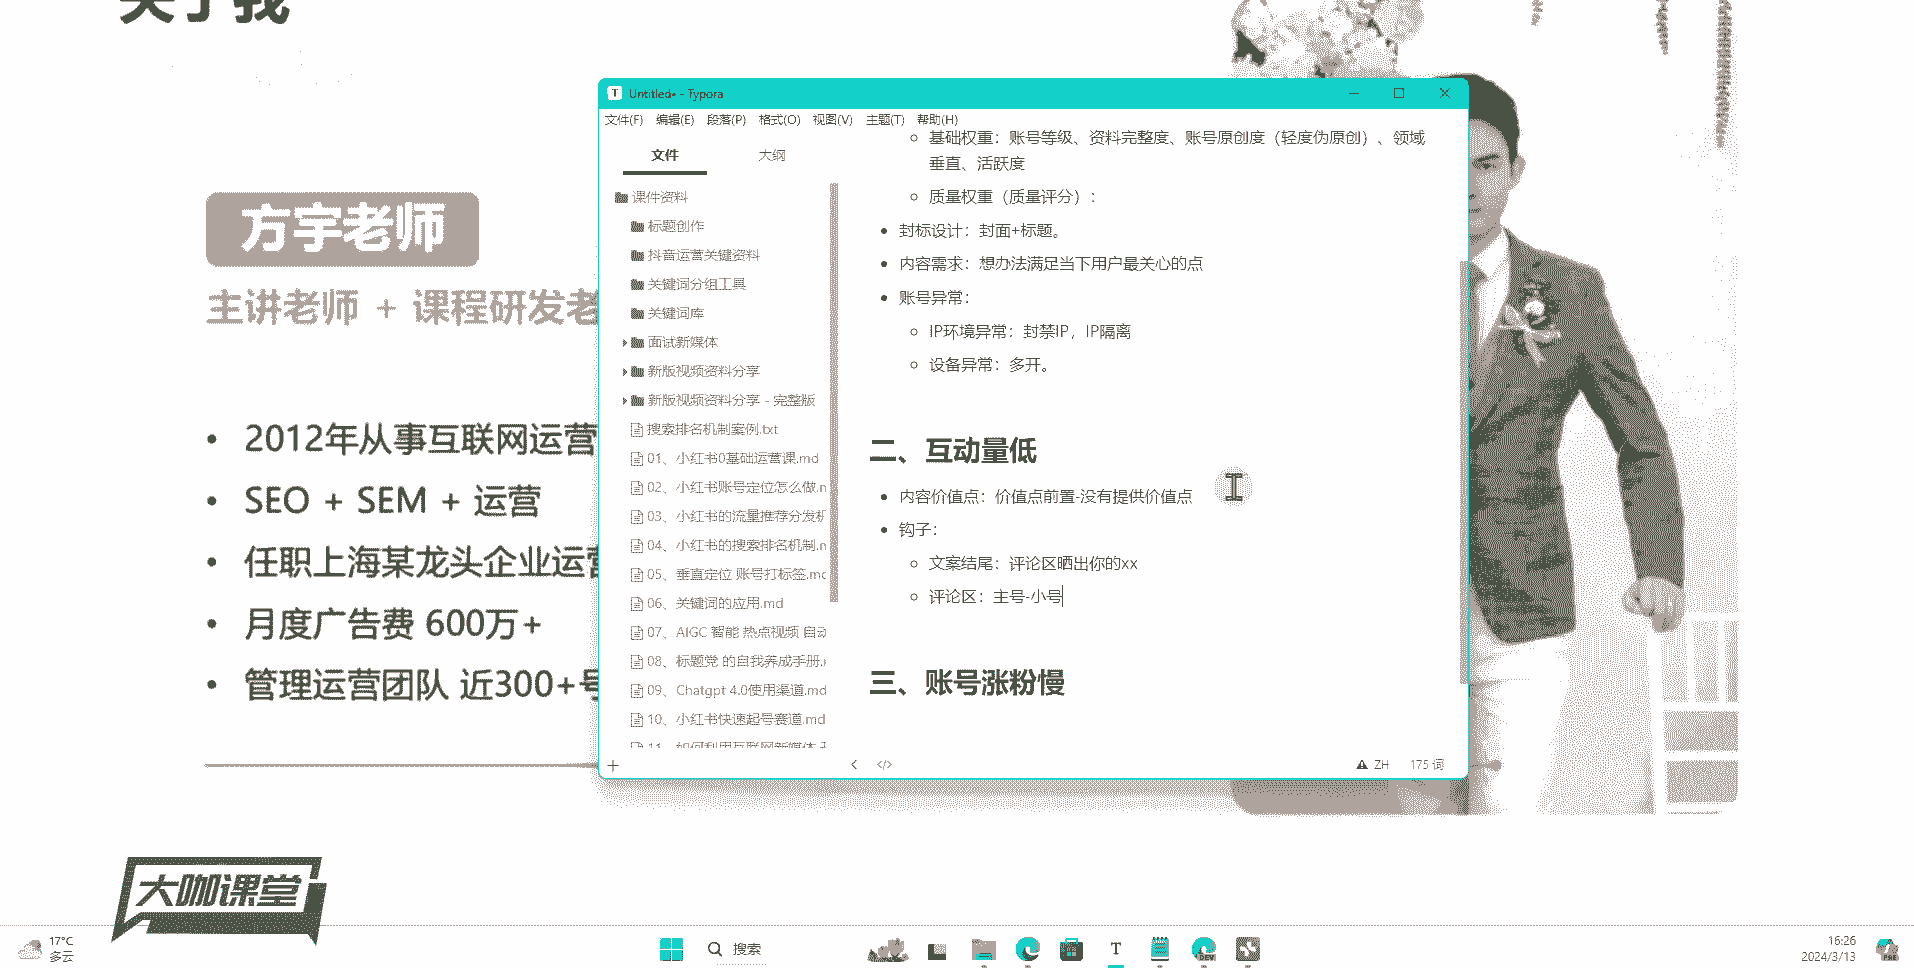 关于我
方宇老师
主讲老师 + 课程研发老
• 2012年从事互联网运营
• SEO + SEM + 运营
• 任职上海某龙头企业运营
• 月度广告费 600万+
• 管理运营团队 近300+号
大咖课堂
Untitled• - Typora
文件(F) 编辑(E) 段落(P) 格式(O) 视图(V) 主题(T) 帮助(H)
文件 大纲
课件资料
标题创作
抖音运营关键资料
关键词分组工具
关键词库
面试新媒体
新版视频资料分享
新版视频资料分享 - 完整版
搜索排名机制案例.txt
01、小红书0基础运营课.md
02、小红书账号定位怎么做.n
03、小红书的流量推荐分发机
04、小红书的搜索排名机制.n
05、垂直定位 账号打标签.mc
06、关键词的应用.md
07、AIGC 智能 热点视频 自动
08、标题党 的自我养成手册.
09、Chatgpt 4.0使用渠道.md
10、小红书快速起号赛道.md
11、如何利用互联网新媒体
基础权重：账号等级、资料完整度、账号原创度（轻度伪原创）、领域
垂直、活跃度
质量权重（质量评分）：
• 封标设计：封面+标题。
• 内容需求：想办法满足当下用户最关心的点
• 账号异常：
IP环境异常：封禁IP，IP隔离
设备异常：多开。
二、互动量低
• 内容价值点：价值点前置-没有提供价值点
• 钩子：
文案结尾：评论区晒出你的xx
评论区：主号-小号
三、账号涨粉慢
ZH 175 词
17°C
多云
搜索
T
DEV
16:26
2024/3/13
PRE